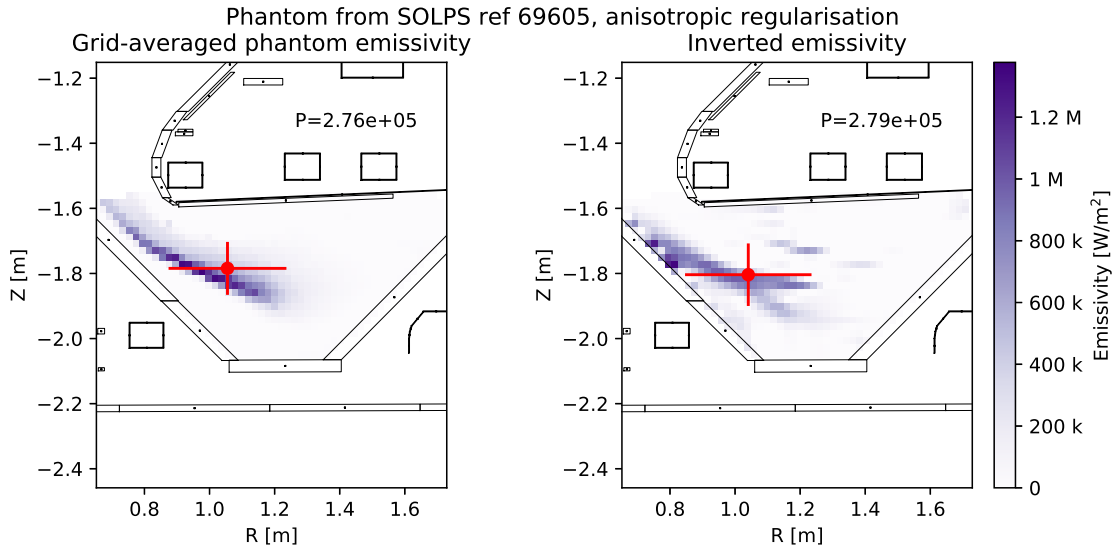 Phantom from SOLPS ref 69605, anisotropic regularisation
Grid-averaged phantom emissivity
Inverted emissivity
P=2.76e+05
P=2.79e+05
−1.2
−1.4
−1.6
−1.8
−2.0
−2.2
−2.4
Z [m]
0.8 1.0 1.2 1.4 1.6
R [m]
−1.2
−1.4
−1.6
−1.8
−2.0
−2.2
−2.4
Z [m]
0.8 1.0 1.2 1.4 1.6
R [m]
1.2 M
1 M
800 k
600 k
400 k
200 k
0
Emissivity [W/m²]